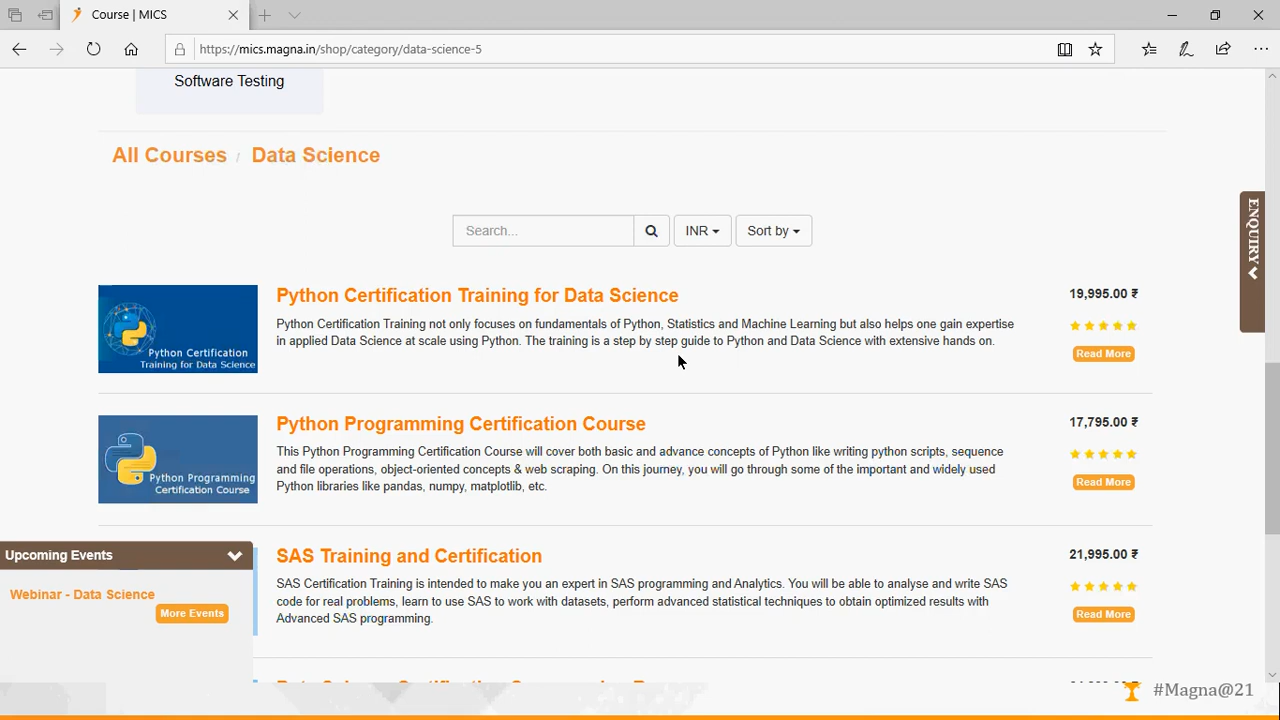 Course | MICS
https://mics.magna.in/shop/category/data-science-5
Software Testing
All Courses / Data Science
Search...
INR
Sort by
ENQUIRY
Python Certification
Training for Data Science
Python Certification Training for Data Science
Python Certification Training not only focuses on fundamentals of Python, Statistics and Machine Learning but also helps one gain expertise
in applied Data Science at scale using Python. The training is a step by step guide to Python and Data Science with extensive hands on.
19,995.00 ₹
Read More
Python Programming
Certification Course
Python Programming Certification Course
This Python Programming Certification Course will cover both basic and advance concepts of Python like writing python scripts, sequence
and file operations, object-oriented concepts & web scraping. On this journey, you will go through some of the important and widely used
Python libraries like pandas, numpy, matplotlib, etc.
17,795.00 ₹
Read More
SAS Training and Certification
SAS Certification Training is intended to make you an expert in SAS programming and Analytics. You will be able to analyse and write SAS
code for real problems, learn to use SAS to work with datasets, perform advanced statistical techniques to obtain optimized results with
Advanced SAS programming.
21,995.00 ₹
Read More
Upcoming Events
Webinar - Data Science
More Events
#Magna@21